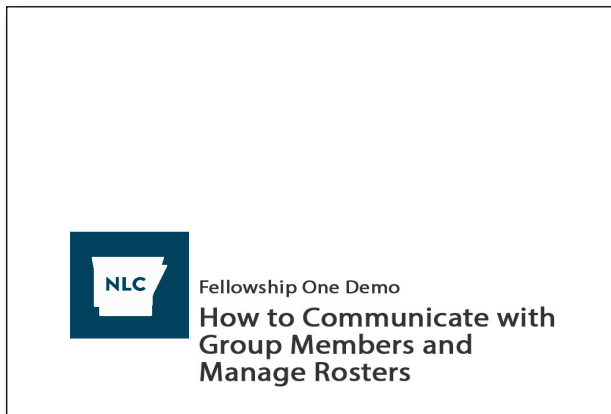 NLC
Fellowship One Demo
How to Communicate with
Group Members and
Manage Rosters